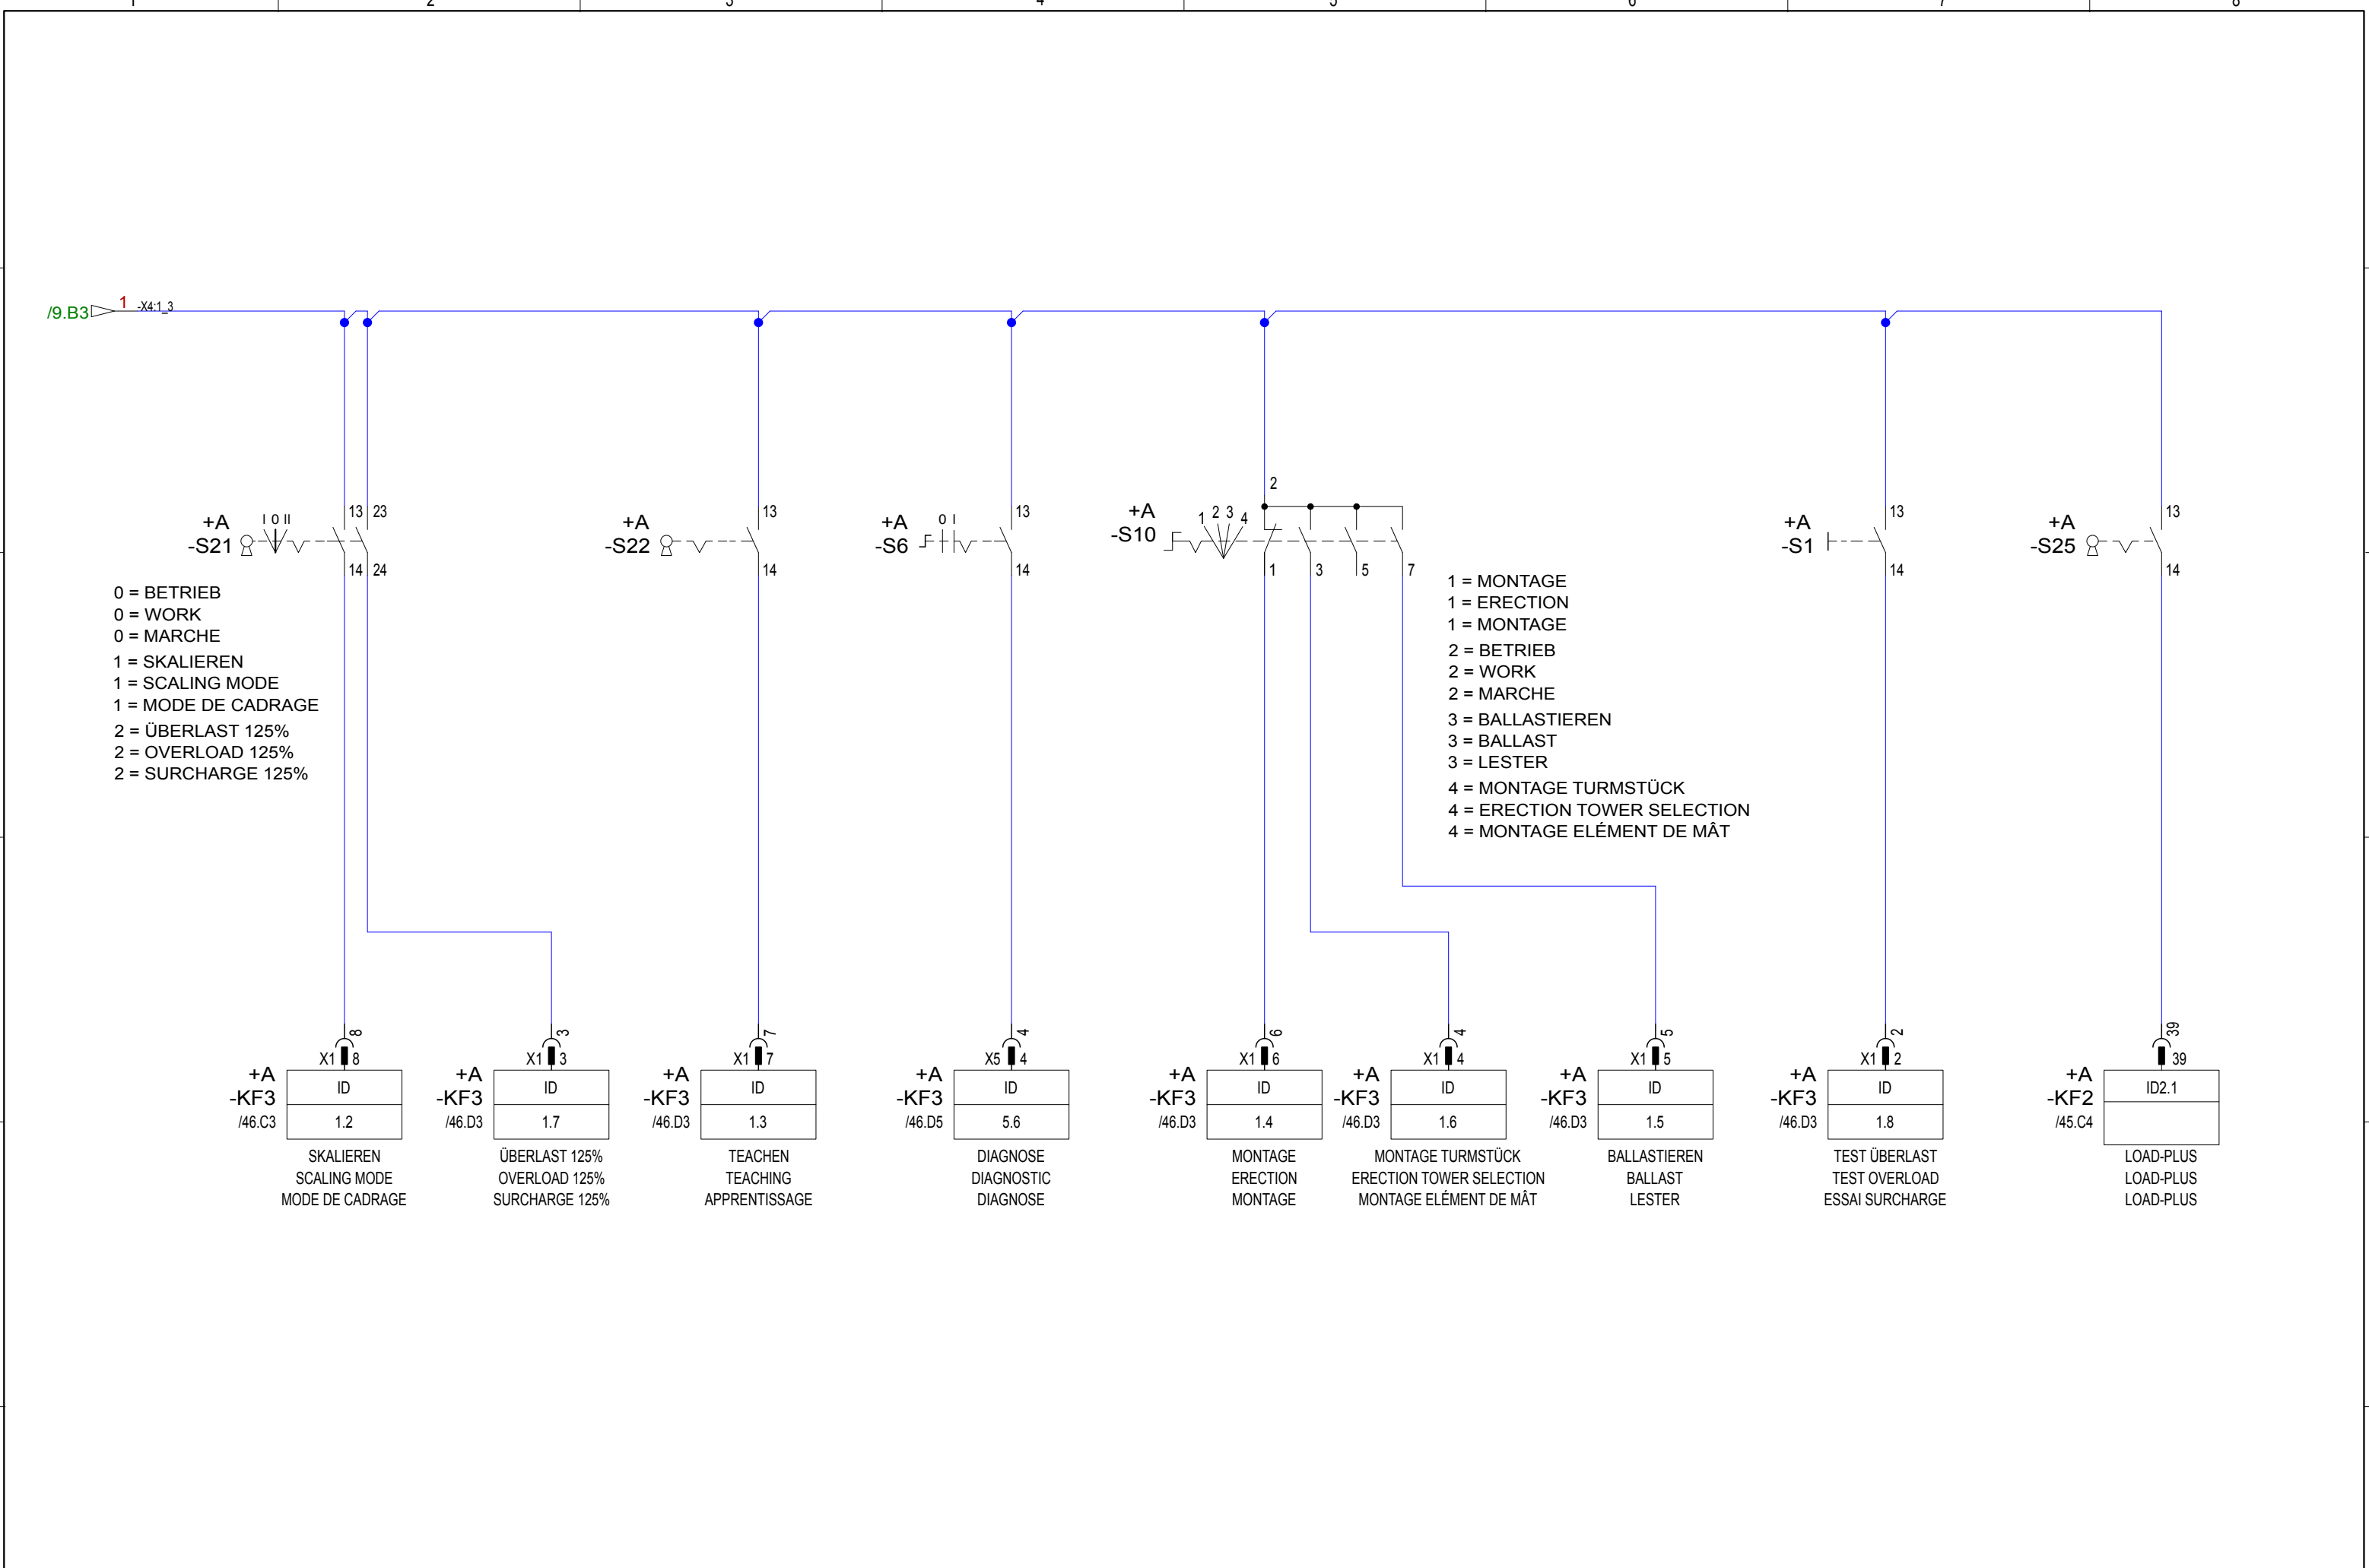 1 2 3 4 5 6 7 8
/9.B3 1 -X4:1_3
+A
-S21
I 0 II
13 23
14 24
0 = BETRIEB
0 = WORK
0 = MARCHE
1 = SKALIEREN
1 = SCALING MODE
1 = MODE DE CADRAGE
2 = ÜBERLAST 125%
2 = OVERLOAD 125%
2 = SURCHARGE 125%
+A
-S22
13
14
+A
-S6
0 I
13
14
+A
-S10
1 2 3 4
2
1 3 5 7
1 = MONTAGE
1 = ERECTION
1 = MONTAGE
2 = BETRIEB
2 = WORK
2 = MARCHE
3 = BALLASTIEREN
3 = BALLAST
3 = LESTER
4 = MONTAGE TURMSTÜCK
4 = ERECTION TOWER SELECTION
4 = MONTAGE ELÉMENT DE MÂT
+A
-S1
13
14
+A
-S25
13
14
8
X1 8
+A
-KF3
/46.C3
ID
1.2
SKALIEREN
SCALING MODE
MODE DE CADRAGE
3
X1 3
+A
-KF3
/46.D3
ID
1.7
ÜBERLAST 125%
OVERLOAD 125%
SURCHARGE 125%
7
X1 7
+A
-KF3
/46.D3
ID
1.3
TEACHEN
TEACHING
APPRENTISSAGE
4
X5 4
+A
-KF3
/46.D5
ID
5.6
DIAGNOSE
DIAGNOSTIC
DIAGNOSE
6
X1 6
+A
-KF3
/46.D3
ID
1.4
MONTAGE
ERECTION
MONTAGE
4
X1 4
+A
-KF3
/46.D3
ID
1.6
MONTAGE TURMSTÜCK
ERECTION TOWER SELECTION
MONTAGE ELÉMENT DE MÂT
5
X1 5
+A
-KF3
/46.D3
ID
1.5
BALLASTIEREN
BALLAST
LESTER
2
X1 2
+A
-KF3
/46.D3
ID
1.8
TEST ÜBERLAST
TEST OVERLOAD
ESSAI SURCHARGE
39
39
+A
-KF2
/45.C4
ID2.1
LOAD-PLUS
LOAD-PLUS
LOAD-PLUS